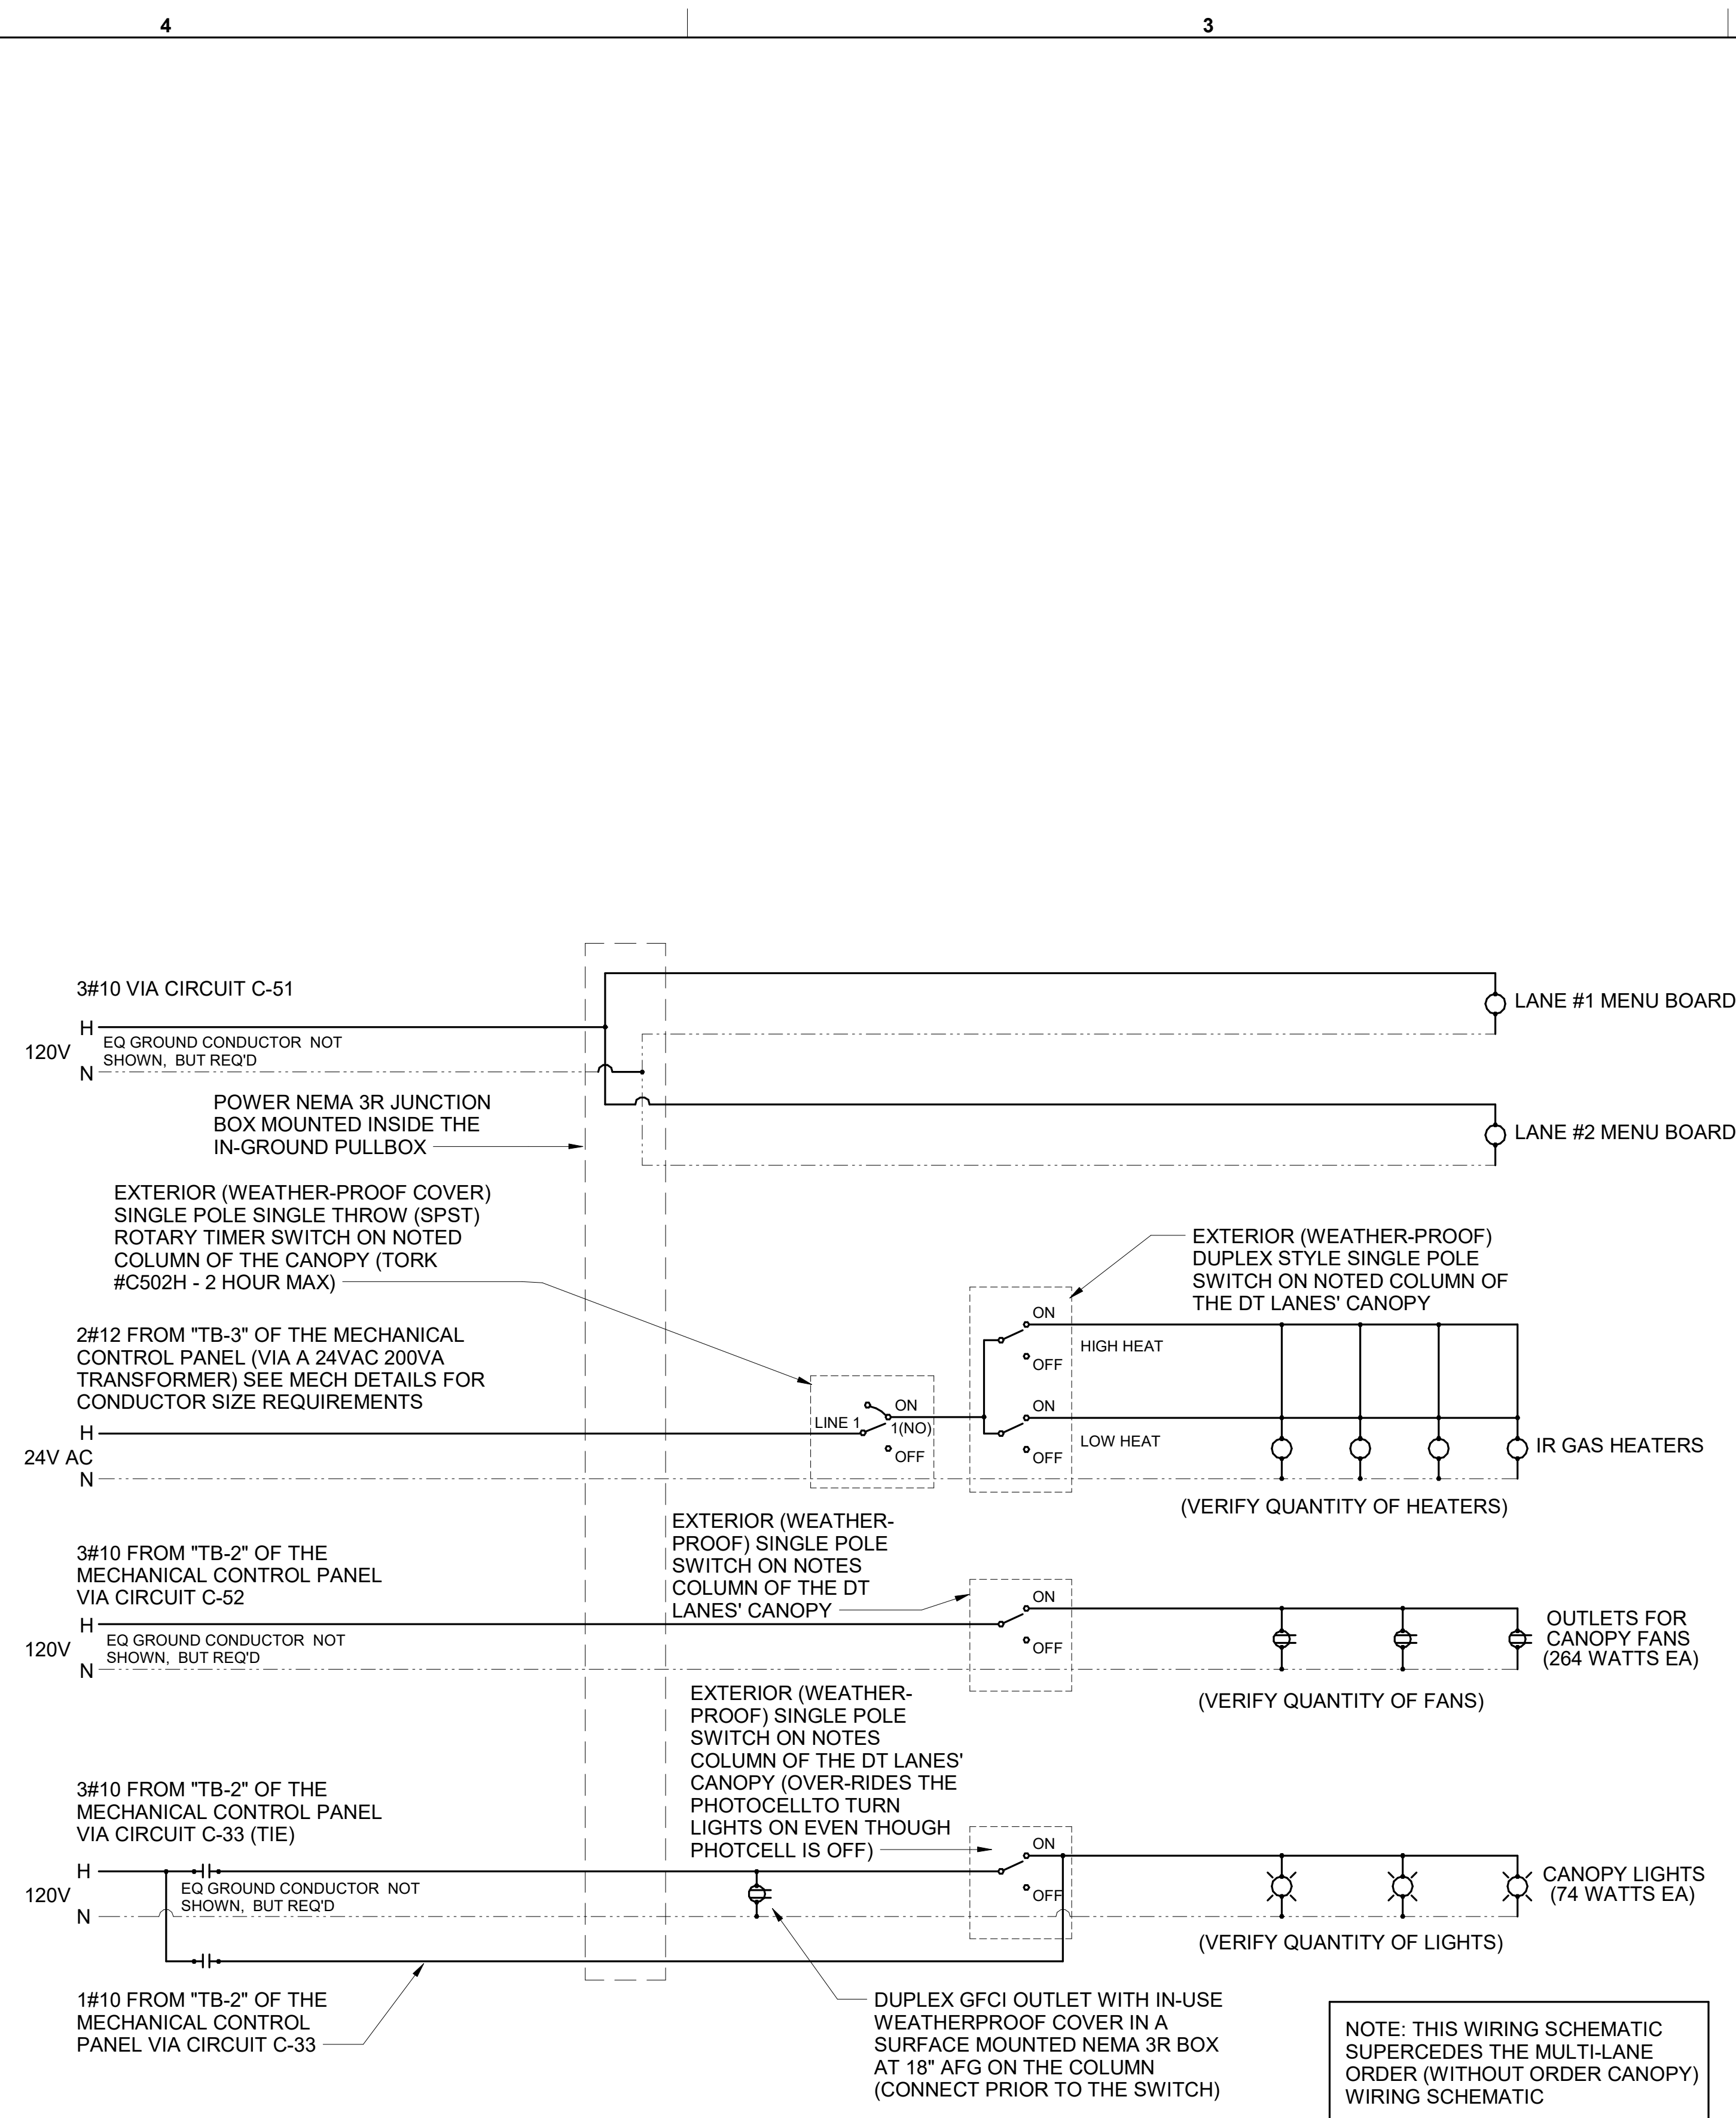 4
3
3#10 VIA CIRCUIT C-51
H
EQ GROUND CONDUCTOR NOT
120V
SHOWN, BUT REQ'D
N
LANE #1 MENU BOARD
POWER NEMA 3R JUNCTION
BOX MOUNTED INSIDE THE
IN-GROUND PULLBOX
LANE #2 MENU BOARD
EXTERIOR (WEATHER-PROOF COVER)
SINGLE POLE SINGLE THROW (SPST)
ROTARY TIMER SWITCH ON NOTED
COLUMN OF THE CANOPY (TORK
#C502H - 2 HOUR MAX)
EXTERIOR (WEATHER-PROOF)
DUPLEX STYLE SINGLE POLE
SWITCH ON NOTED COLUMN OF
THE DT LANES' CANOPY
2#12 FROM "TB-3" OF THE MECHANICAL
CONTROL PANEL (VIA A 24VAC 200VA
TRANSFORMER) SEE MECH DETAILS FOR
CONDUCTOR SIZE REQUIREMENTS
H
24V AC
N
LINE 1
ON
1(NO)
OFF
ON
HIGH HEAT
OFF
ON
LOW HEAT
OFF
IR GAS HEATERS
(VERIFY QUANTITY OF HEATERS)
EXTERIOR (WEATHER-
PROOF) SINGLE POLE
SWITCH ON NOTES
COLUMN OF THE DT
LANES' CANOPY
3#10 FROM "TB-2" OF THE
MECHANICAL CONTROL PANEL
VIA CIRCUIT C-52
H
EQ GROUND CONDUCTOR NOT
120V
SHOWN, BUT REQ'D
N
ON
OFF
OUTLETS FOR
CANOPY FANS
(264 WATTS EA)
(VERIFY QUANTITY OF FANS)
EXTERIOR (WEATHER-
PROOF) SINGLE POLE
SWITCH ON NOTES
COLUMN OF THE DT LANES'
CANOPY (OVER-RIDES THE
PHOTOCELLTO TURN
LIGHTS ON EVEN THOUGH
PHOTCELL IS OFF)
3#10 FROM "TB-2" OF THE
MECHANICAL CONTROL PANEL
VIA CIRCUIT C-33 (TIE)
H
EQ GROUND CONDUCTOR NOT
120V
SHOWN, BUT REQ'D
N
ON
OFF
CANOPY LIGHTS
(74 WATTS EA)
(VERIFY QUANTITY OF LIGHTS)
1#10 FROM "TB-2" OF THE
MECHANICAL CONTROL
PANEL VIA CIRCUIT C-33
DUPLEX GFCI OUTLET WITH IN-USE
WEATHERPROOF COVER IN A
SURFACE MOUNTED NEMA 3R BOX
AT 18" AFG ON THE COLUMN
(CONNECT PRIOR TO THE SWITCH)
NOTE: THIS WIRING SCHEMATIC
SUPERCEDES THE MULTI-LANE
ORDER (WITHOUT ORDER CANOPY)
WIRING SCHEMATIC